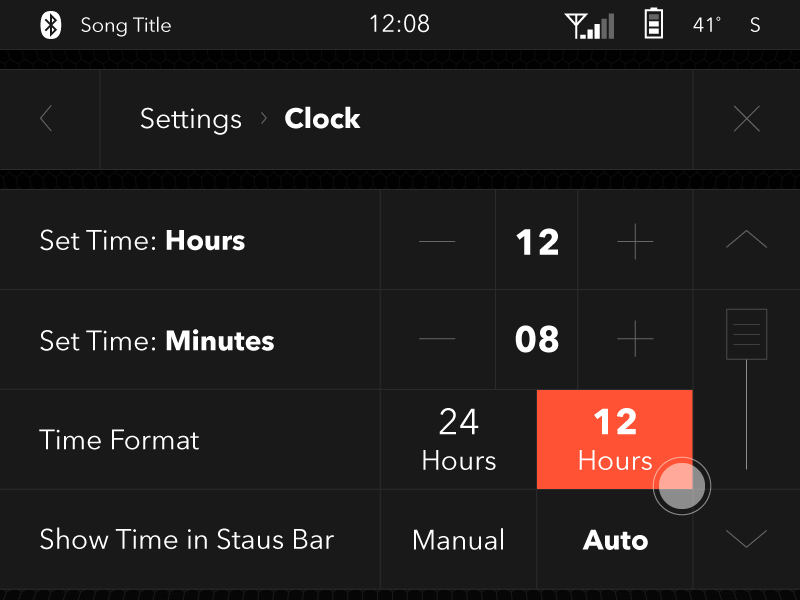 Song Title 12:08 41° S
Settings > Clock
Set Time: Hours 12
Set Time: Minutes 08
Time Format 24 Hours 12 Hours
Show Time in Staus Bar Manual Auto